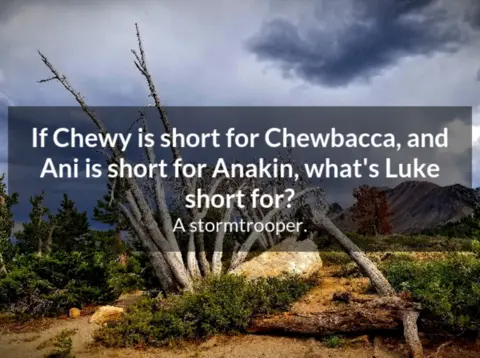 If Chewy is short for Chewbacca, and
Ani is short for Anakin, what's Luke
short for?
A stormtrooper.